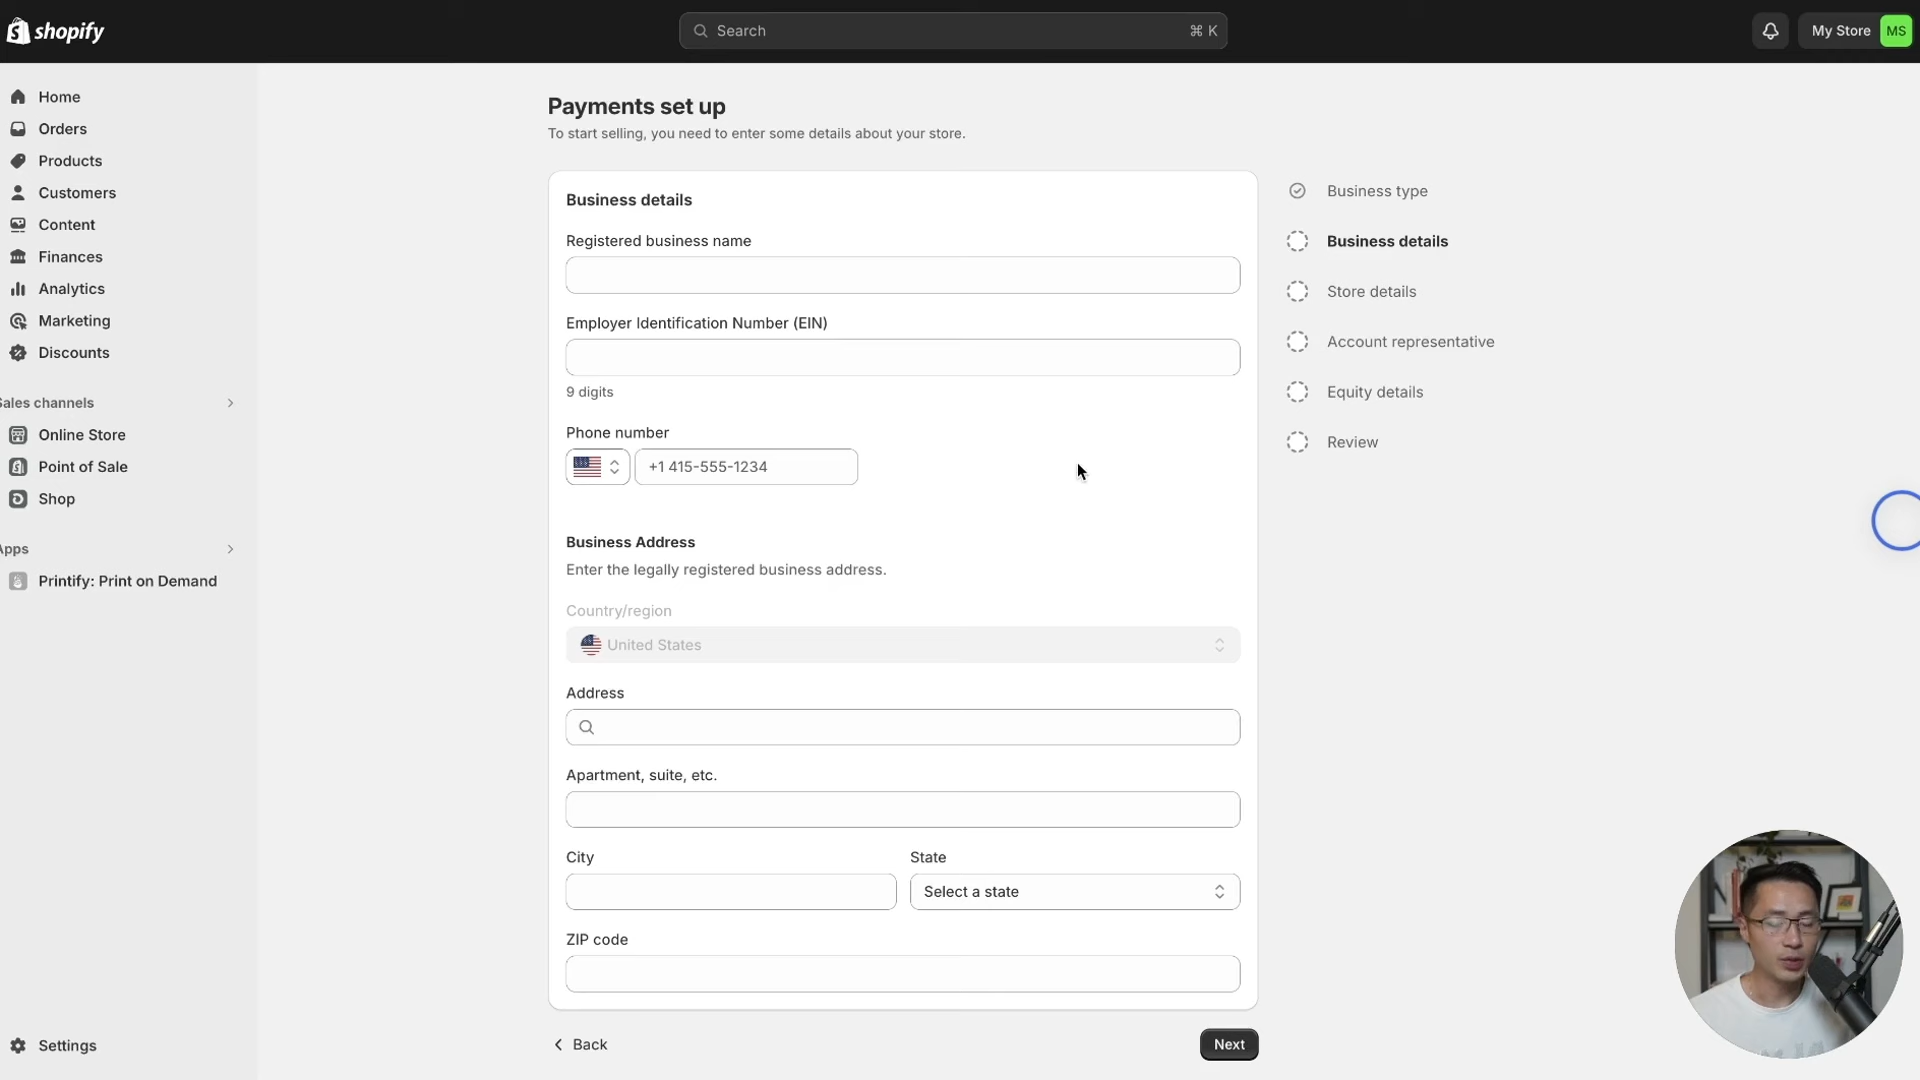 shopify
Search
⌘ K
My Store
MS
Home
Orders
Products
Customers
Content
Finances
Analytics
Marketing
Discounts
Sales channels
Online Store
Point of Sale
Shop
Apps
Printify: Print on Demand
Settings
Payments set up
To start selling, you need to enter some details about your store.
Business details
Registered business name
Employer Identification Number (EIN)
9 digits
Phone number
+1 415-555-1234
Business Address
Enter the legally registered business address.
Country/region
United States
Address
Apartment, suite, etc.
City
State
Select a state
ZIP code
Back
Next
Business type
Business details
Store details
Account representative
Equity details
Review